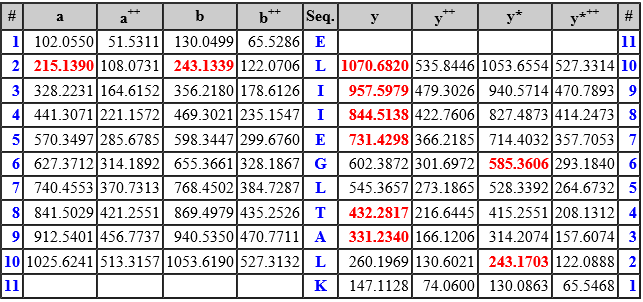 # a a++ b b++ Seq. y y++ y* y*++ #
1 102.0550 51.5311 130.0499 65.5286 E 11
2 215.1390 108.0731 243.1339 122.0706 L 1070.6820 535.8446 1053.6554 527.3314 10
3 328.2231 164.6152 356.2180 178.6126 I 957.5979 479.3026 940.5714 470.7893 9
4 441.3071 221.1572 469.3021 235.1547 I 844.5138 422.7606 827.4873 414.2473 8
5 570.3497 285.6785 598.3447 299.6760 E 731.4298 366.2185 714.4032 357.7053 7
6 627.3712 314.1892 655.3661 328.1867 G 602.3872 301.6972 585.3606 293.1840 6
7 740.4553 370.7313 768.4502 384.7287 L 545.3657 273.1865 528.3392 264.6732 5
8 841.5029 421.2551 869.4979 435.2526 T 432.2817 216.6445 415.2551 208.1312 4
9 912.5401 456.7737 940.5350 470.7711 A 331.2340 166.1206 314.2074 157.6074 3
10 1025.6241 513.3157 1053.6190 527.3132 L 260.1969 130.6021 243.1703 122.0888 2
11 K 147.1128 74.0600 130.0863 65.5468 1